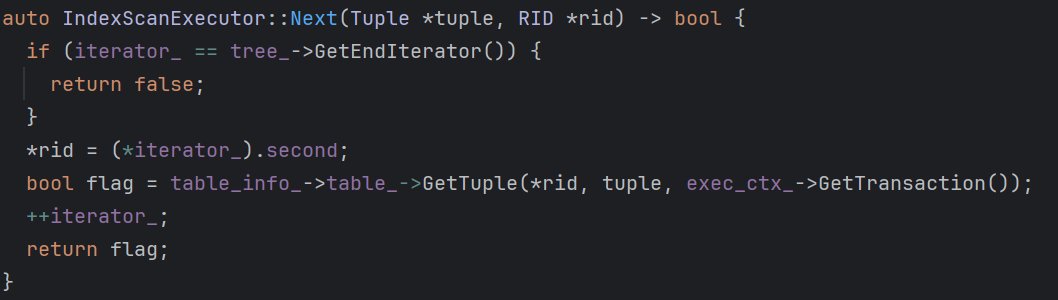 auto IndexScanExecutor::Next(Tuple *tuple, RID *rid) -> bool {
  if (iterator_ == tree_->GetEndIterator()) {
    return false;
  }
  *rid = (*iterator_).second;
  bool flag = table_info_->table_->GetTuple(*rid, tuple, exec_ctx_->GetTransaction());
  ++iterator_;
  return flag;
}